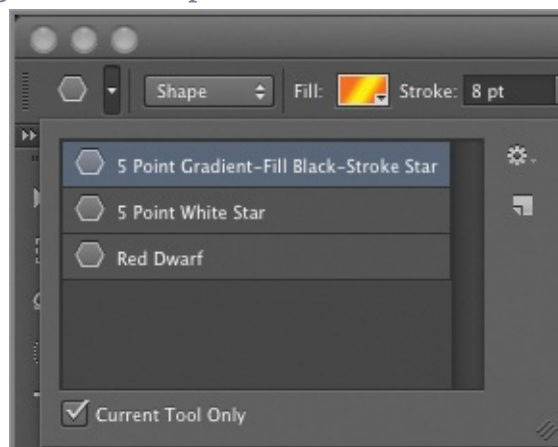 Shape Fill: Stroke: 8 pt
5 Point Gradient-Fill Black-Stroke Star
5 Point White Star
Red Dwarf
Current Tool Only